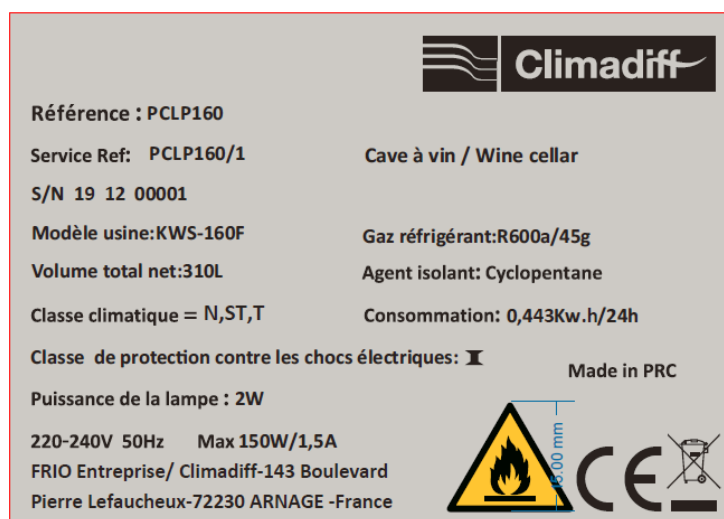 Climadiff
Référence : PCLP160
Service Ref: PCLP160/1
Cave à vin / Wine cellar
S/N 19 12 00001
Modèle usine:KWS-160F
Gaz réfrigérant:R600a/45g
Volume total net:310L
Agent isolant: Cyclopentane
Classe climatique = N,ST,T
Consommation: 0,443Kw.h/24h
Classe de protection contre les chocs électriques: I
Made in PRC
Puissance de la lampe : 2W
220-240V 50Hz Max 150W/1,5A
FRIO Entreprise/ Climadiff-143 Boulevard
Pierre Lefaucheux-72230 ARNAGE -France
CE